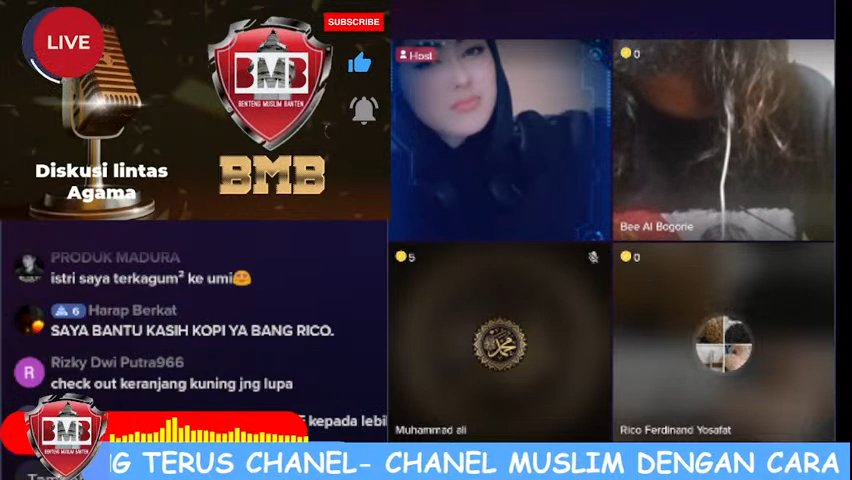 LIVE
SUBSCRIBE
BMB
BENTENG MUSLIM BANTEN
BMB
Diskusi lintas
Agama
Host
0
Bee Al Bogorie
PRODUK MADURA
istri saya terkagum² ke umi😍
6 Harap Berkat
SAYA BANTU KASIH KOPI YA BANG RICO.
R
Rizky Dwi Putra966
check out keranjang kuning jng lupa
kepada lebi
5
محمد
Muhammad ali
0
Rico Ferdinand Yosafat
BMB
NG TERUS CHANEL- CHANEL MUSLIM DENGAN CARA